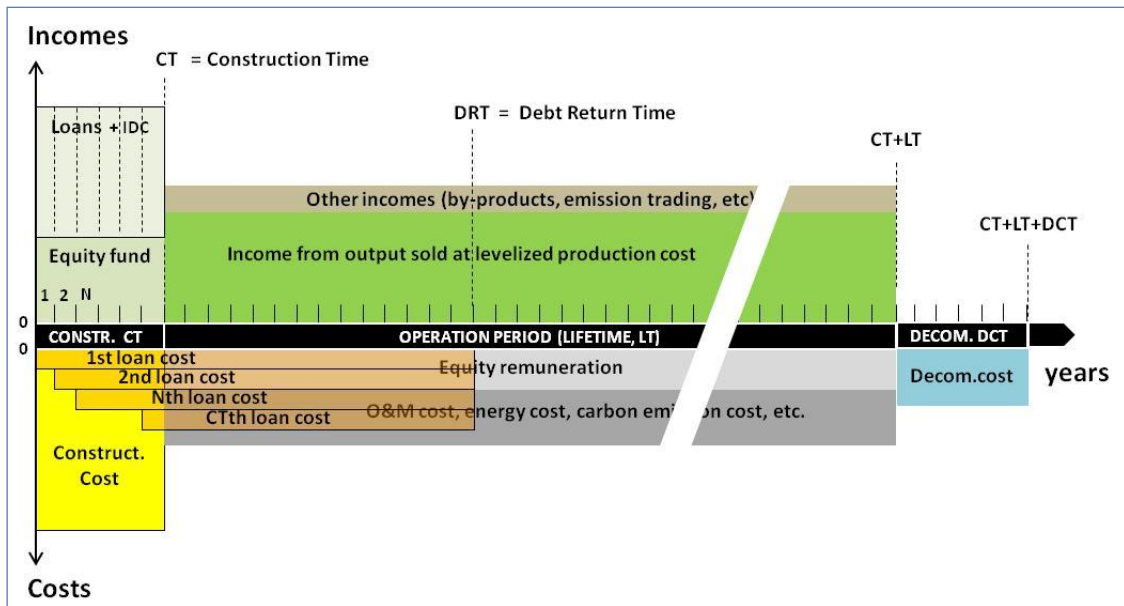 Incomes
CT = Construction Time
DRT = Debt Return Time
CT+LT
Loans + IDC
Other incomes (by-products, emission trading, etc)
CT+LT+DCT
Equity fund
Income from output sold at levelized production cost
1 2 N
0
CONSTR. CT
OPERATION PERIOD (LIFETIME, LT)
DECOM. DCT
0
1st loan cost
Equity remuneration
2nd loan cost
Decom.cost
years
Nth loan cost
O&M cost, energy cost, carbon emission cost, etc.
CTth loan cost
Construct.
Cost
Costs